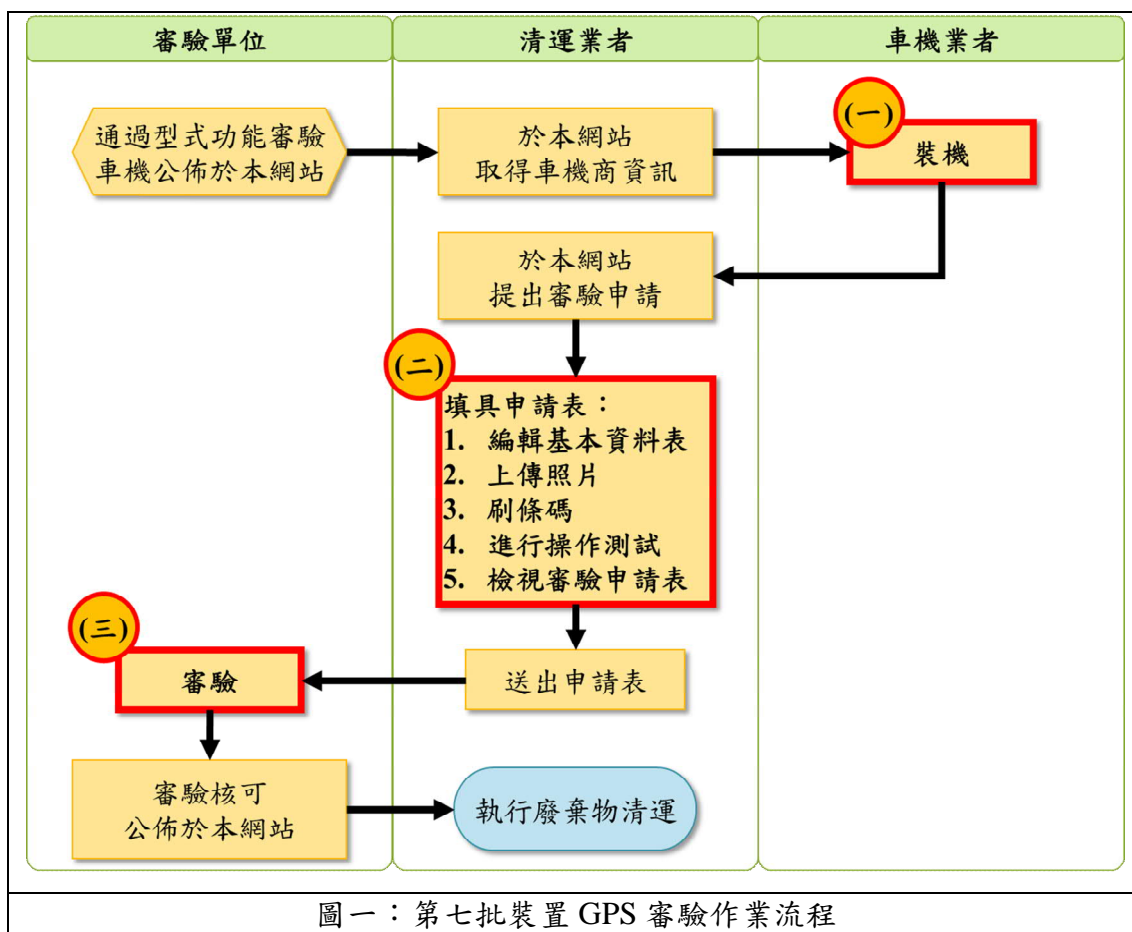 審驗單位
清運業者
車機業者
通過型式功能審驗
車機公佈於本網站
於本網站
取得車機商資訊
(一)
裝機
於本網站
提出審驗申請
(二)
填具申請表：
1. 編輯基本資料表
2. 上傳照片
3. 刷條碼
4. 進行操作測試
5. 檢視審驗申請表
送出申請表
(三)
審驗
審驗核可
公佈於本網站
執行廢棄物清運
圖一：第七批裝置 GPS 審驗作業流程